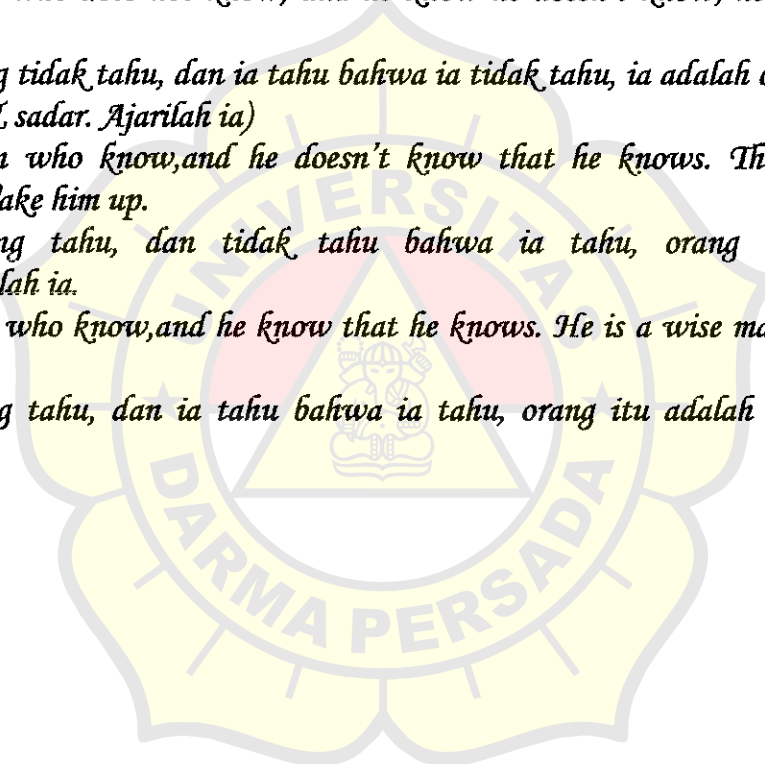 g tidak tahu, dan ia tahu bahwa ia tidak tahu, ia adalah
sadar. Ajarilah ia)
who know,and he doesn't know that he knows. Th
ake him up.
ng tahu, dan tidak tahu bahwa ia tahu, orang
lah ia.
who know,and he know that he knows. He is a wise ma
g tahu, dan ia tahu bahwa ia tahu, orang itu adalah
UNIVERSITAS
DARMA PERSADA